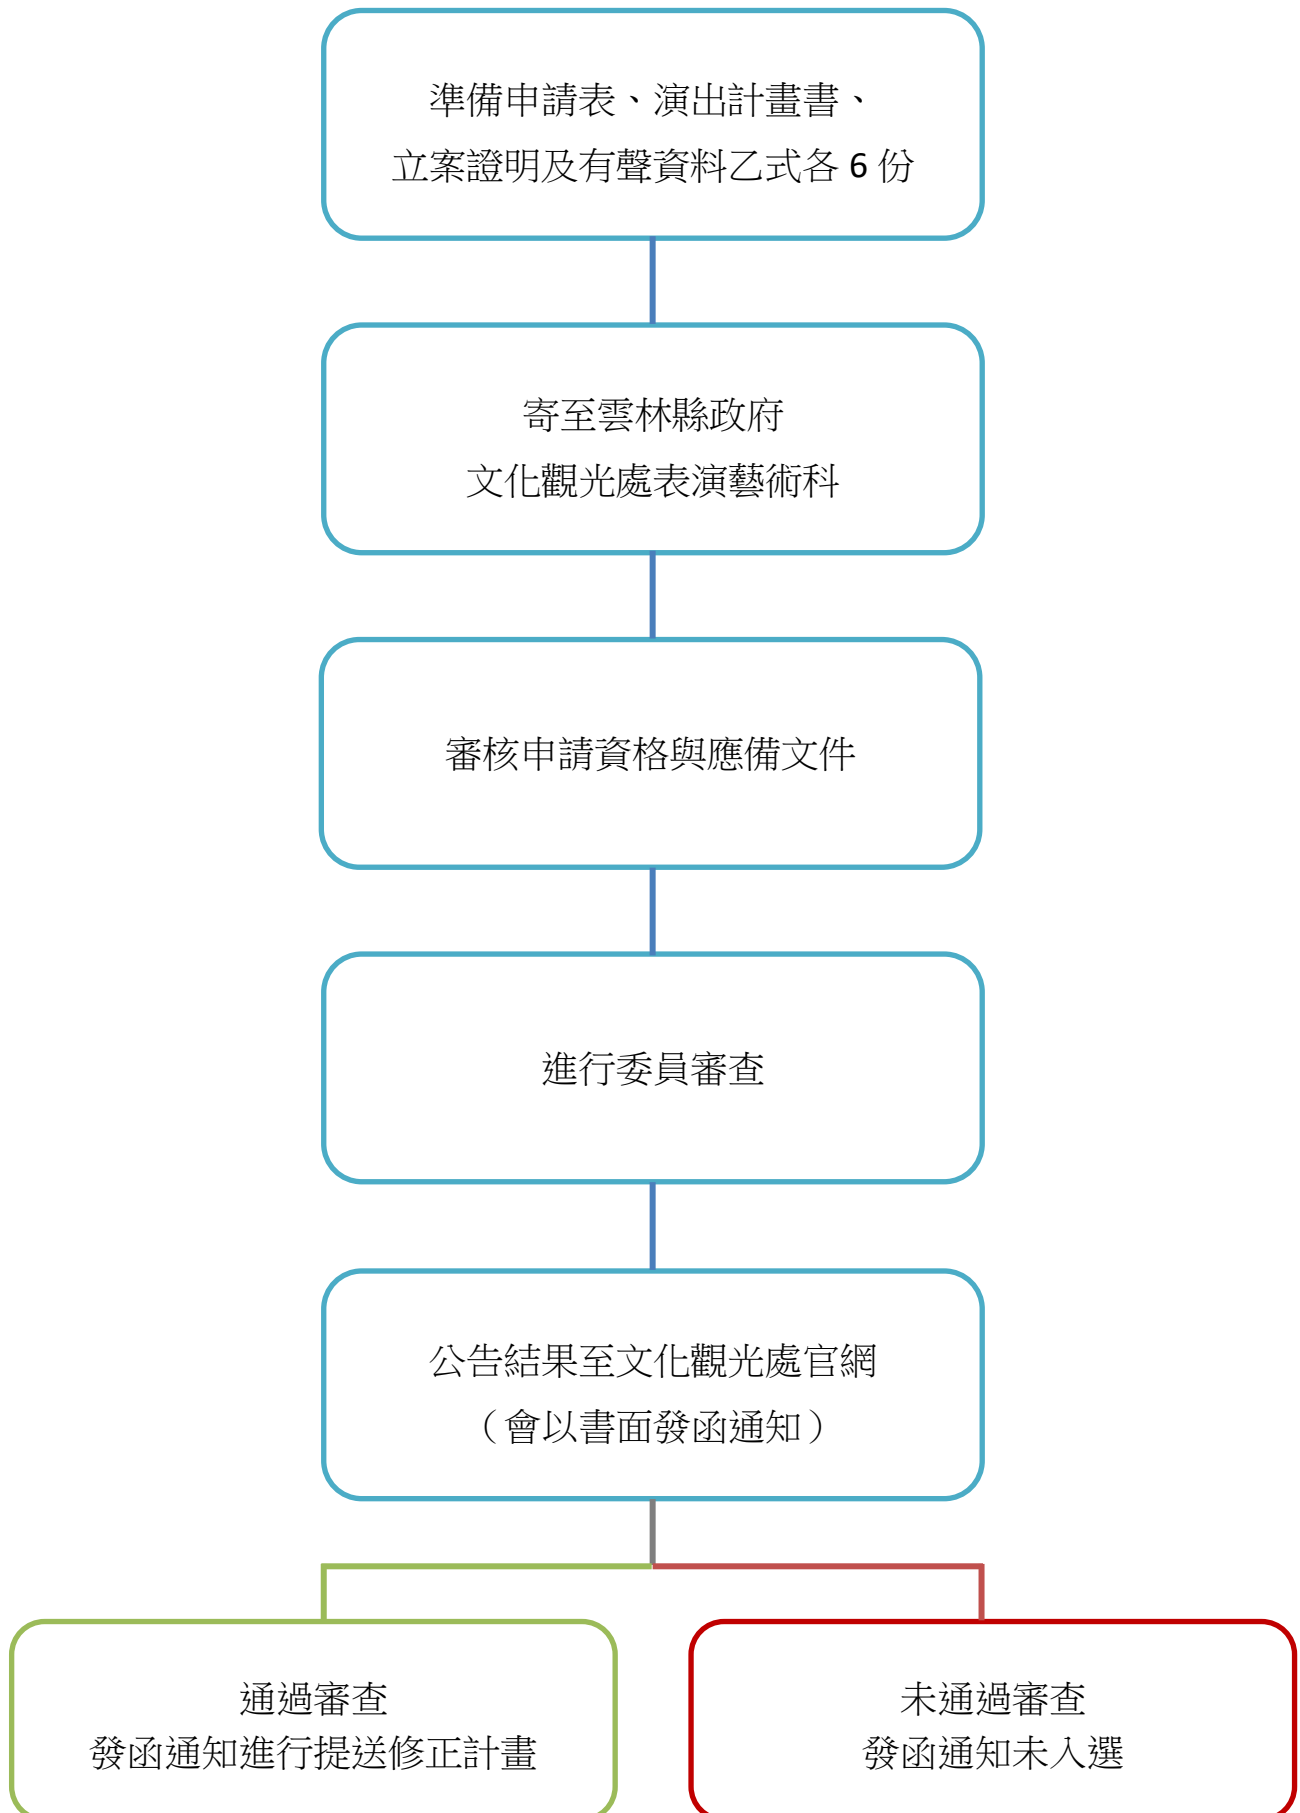 準備申請表、演出計畫書、
立案證明及有聲資料乙式各 6 份
寄至雲林縣政府
文化觀光處表演藝術科
審核申請資格與應備文件
進行委員審查
公告結果至文化觀光處官網
（會以書面發函通知）
通過審查
發函通知進行提送修正計畫
未通過審查
發函通知未入選